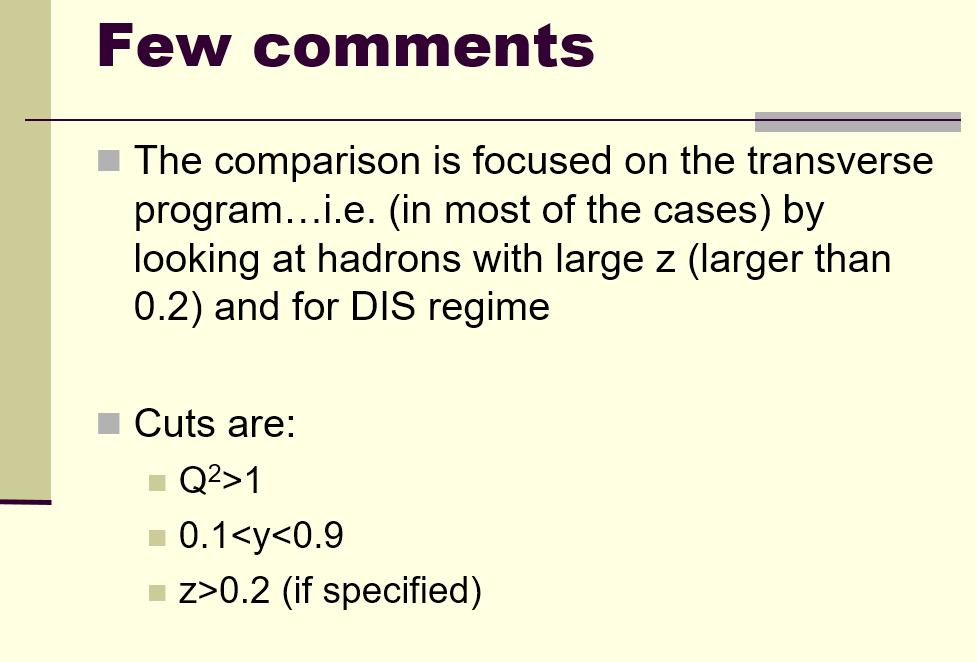 Few comments
The comparison is focused on the transverse
program…i.e. (in most of the cases) by
looking at hadrons with large z (larger than
0.2) and for DIS regime
Cuts are:
Q²>1
0.1<y<0.9
z>0.2 (if specified)